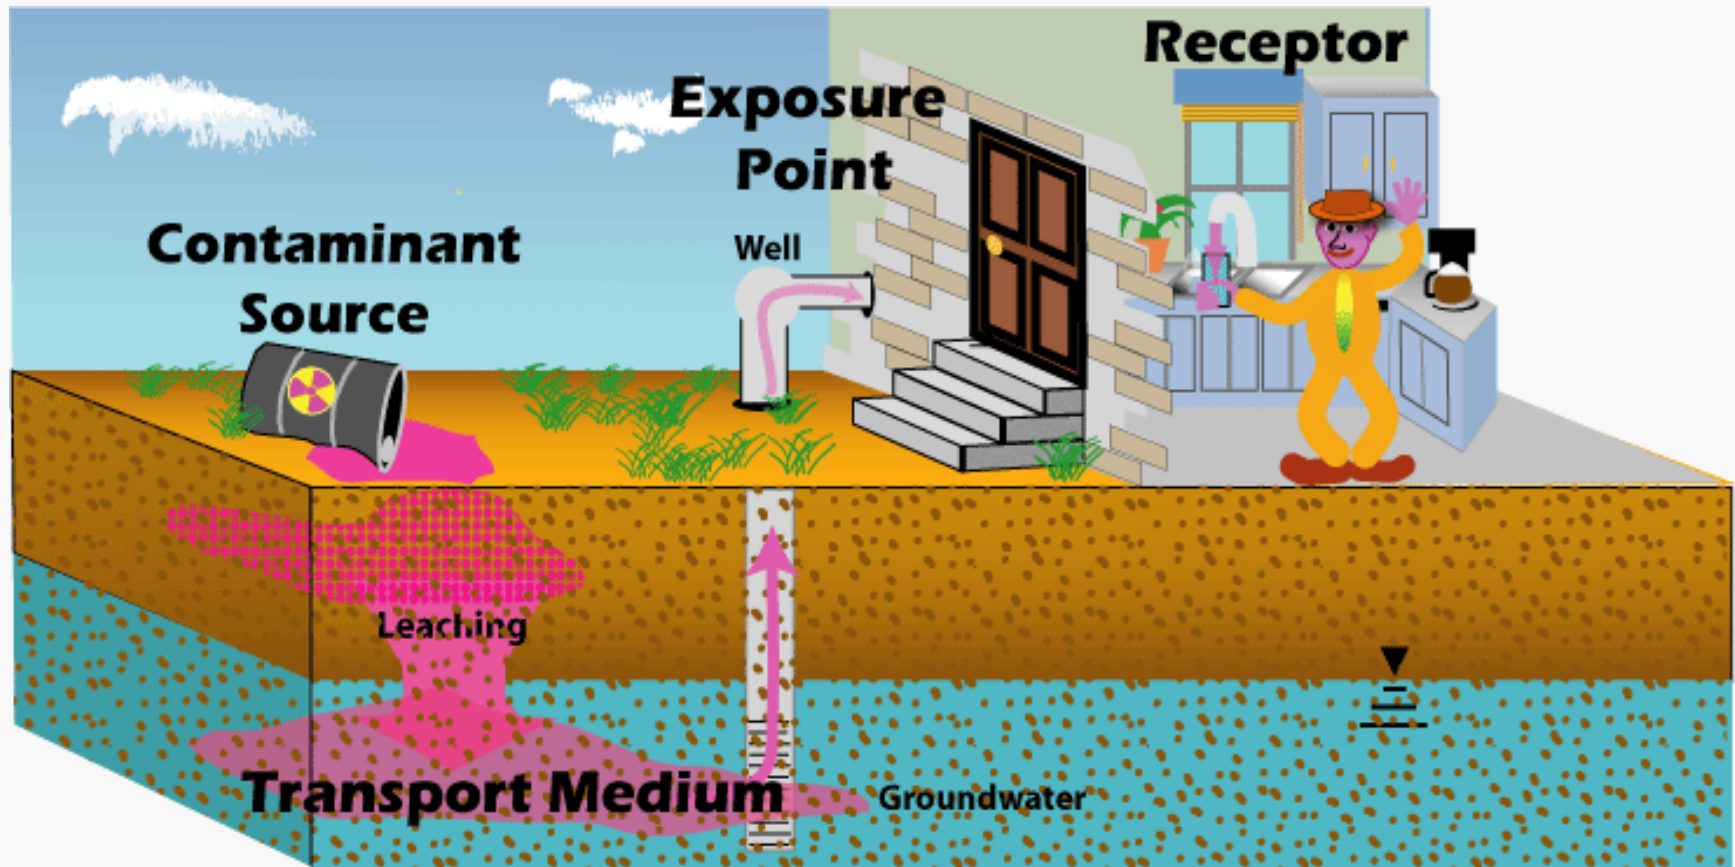 Receptor
Exposure
Point
Well
Contaminant
Source
Leaching
Transport Medium
Groundwater